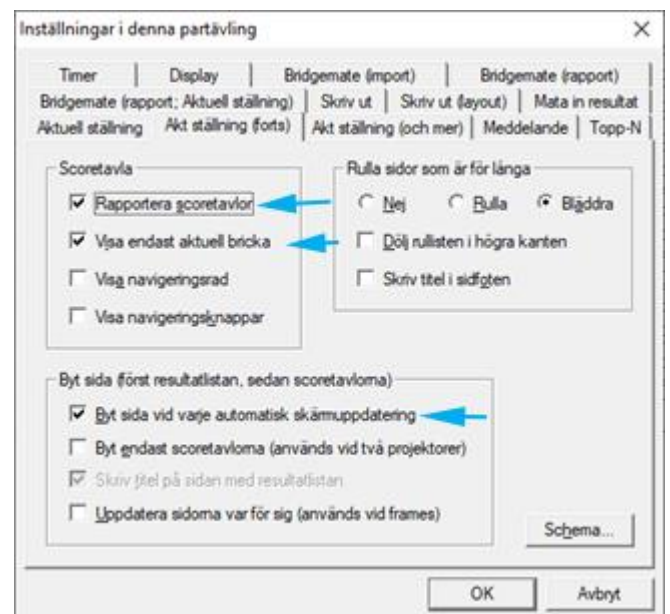 Inställningar i denna partävling
Timer Display Bridgemate (import) Bridgemate (rapport)
Bridgemate (rapport; Aktuell ställning) Skriv ut Skriv ut (layout) Mata in resultat
Aktuell ställning Akt ställning (forts) Akt ställning (och mer) Meddelande Topp-N
Scoretavla
Rapportera scoretavlor
Visa endast aktuell bricka
Visa navigeringsrad
Visa navigeringsknappar
Rulla sidor som är för långa
Nej Rulla Bläddra
Dölj rullisten i högra kanten
Skriv titel i sidfoten
Byt sida (först resultatlistan, sedan scoretavlorna)
Byt sida vid varje automatisk skärmuppdatering
Byt endast scoretavlorna (används vid två projektorer)
Skriv titel på sidan med resultatlistan
Uppdatera sidorna var för sig (används vid frames)
Schema...
OK Avbryt